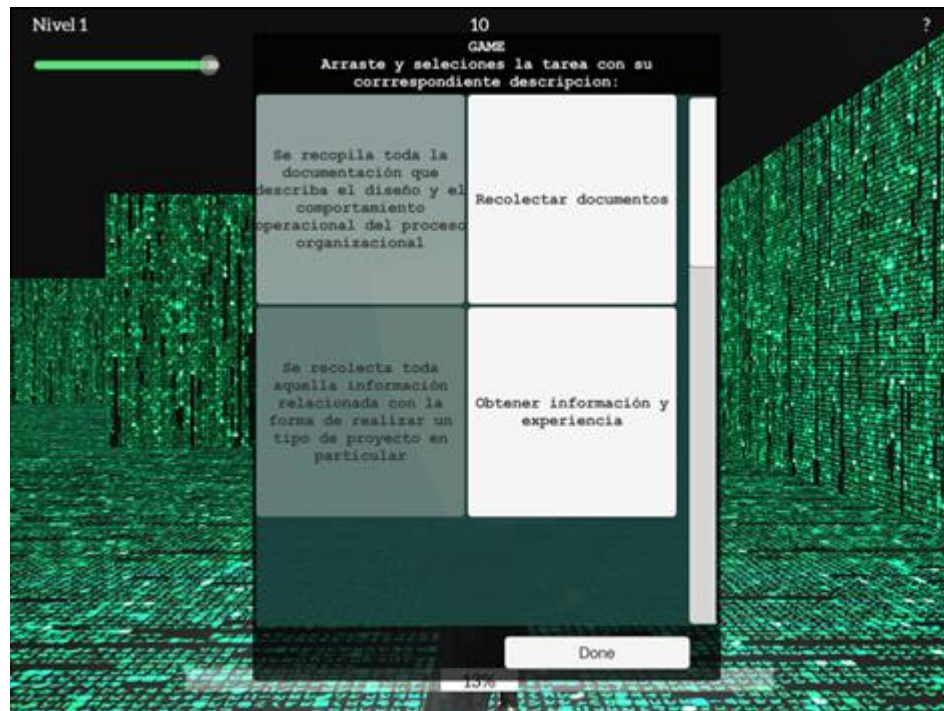 Nivel 1
10
?
GAME
Arraste y seleciones la tarea con su
corrrespondiente descripcion:
Se recopila toda la
documentación que
describa el diseño y el
comportamiento
operacional del proceso
organizacional
Recolectar documentos
Se recolecta toda
aquella información
relacionada con la
forma de realizar un
tipo de proyecto en
particular
Obtener información y
experiencia
Done
13%